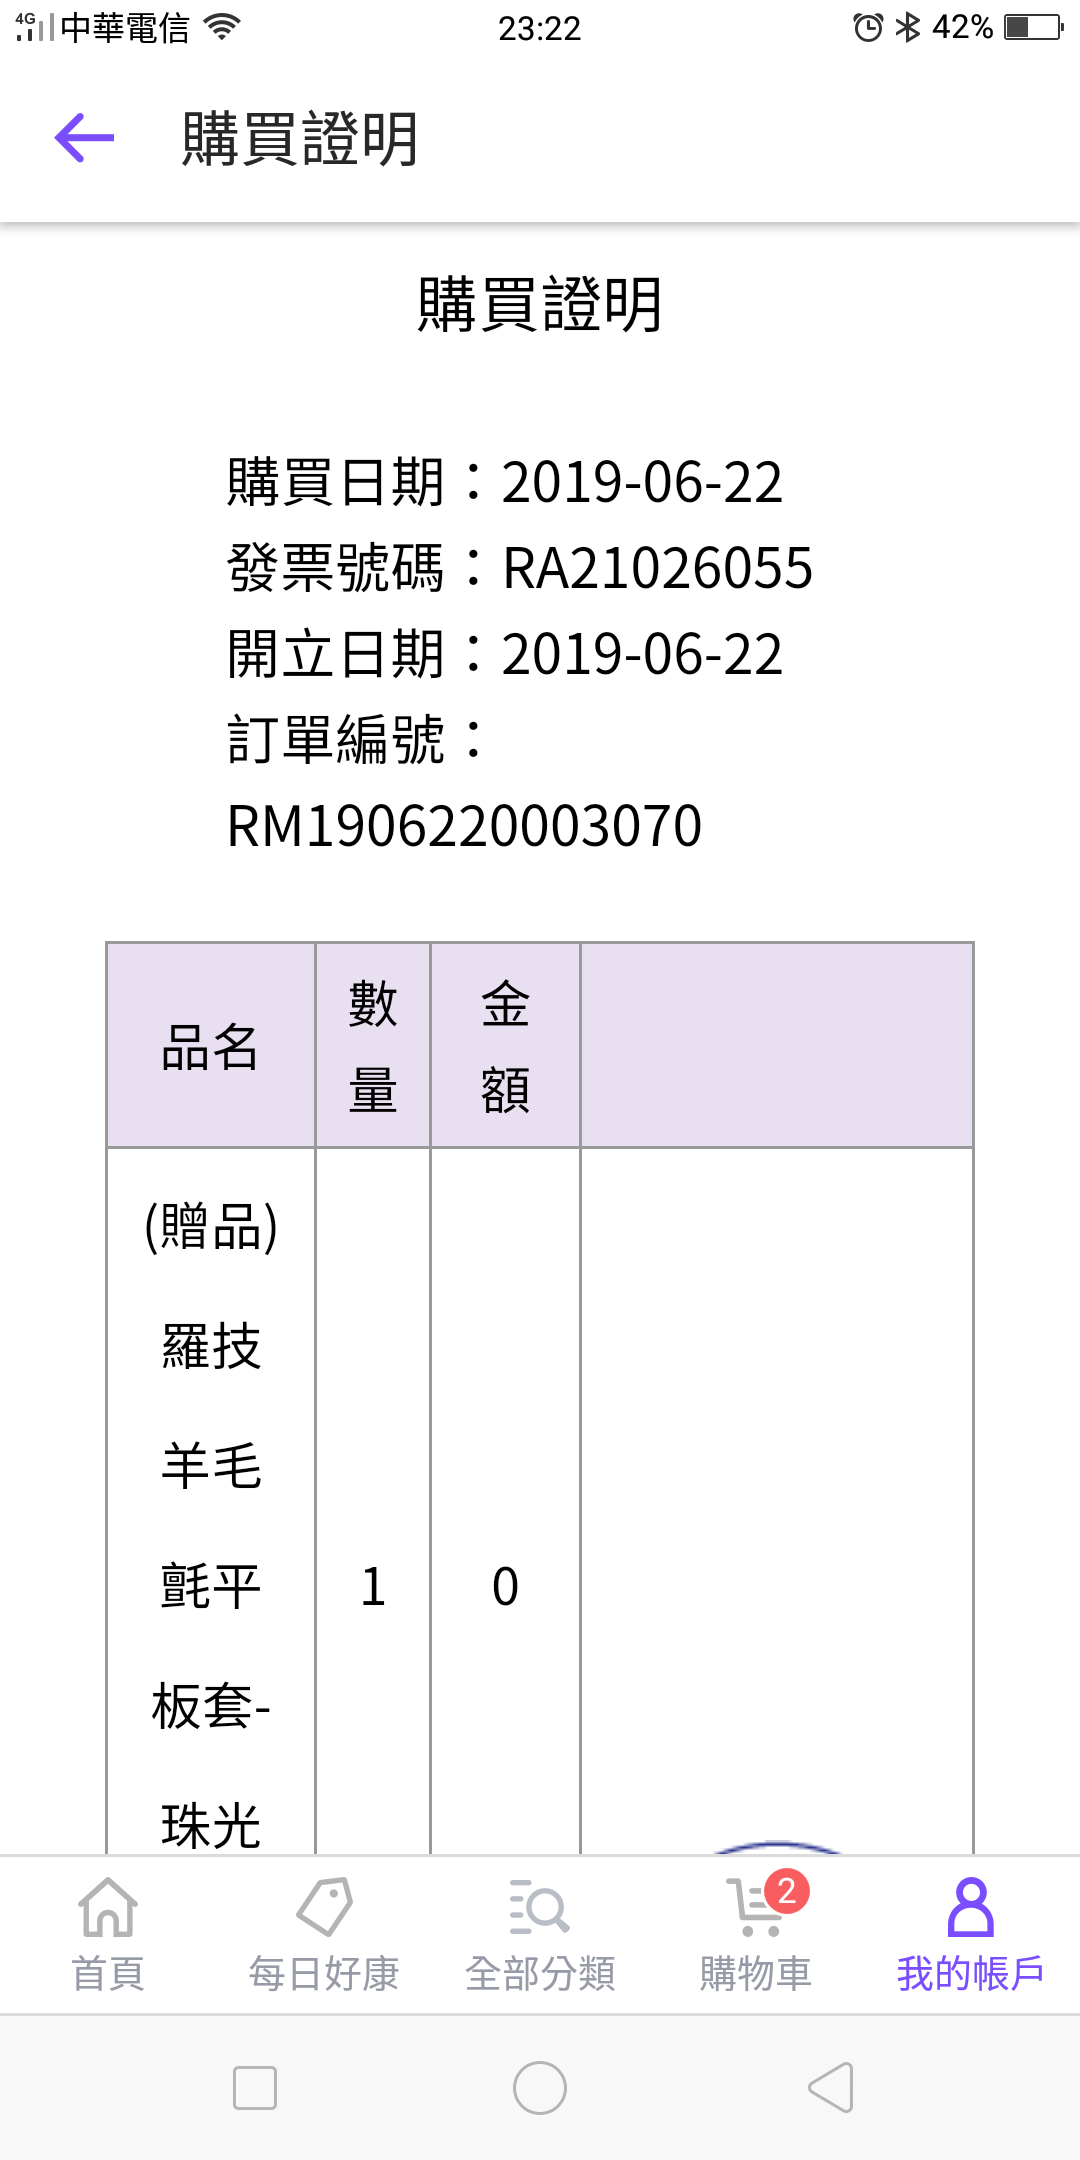 4G 中華電信 23:22 42%
購買證明
購買證明
購買日期：2019-06-22
發票號碼：RA21026055
開立日期：2019-06-22
訂單編號：
RM1906220003070
品名 數量 金額
(贈品)
羅技
羊毛
氈平 1 0
板套-
珠光
2
首頁 每日好康 全部分類 購物車 我的帳戶